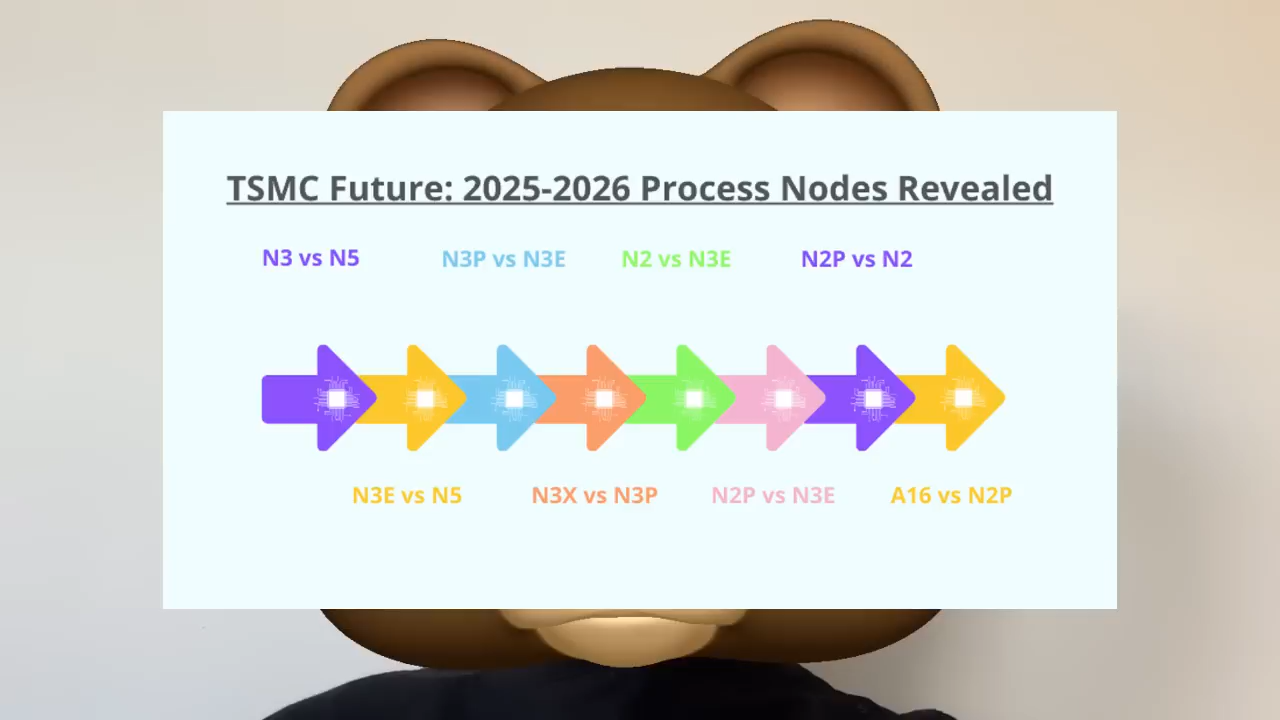 TSMC Future: 2025-2026 Process Nodes Revealed
N3 vs N5
N3P vs N3E
N2 vs N3E
N2P vs N2
N3E vs N5
N3X vs N3P
N2P vs N3E
A16 vs N2P